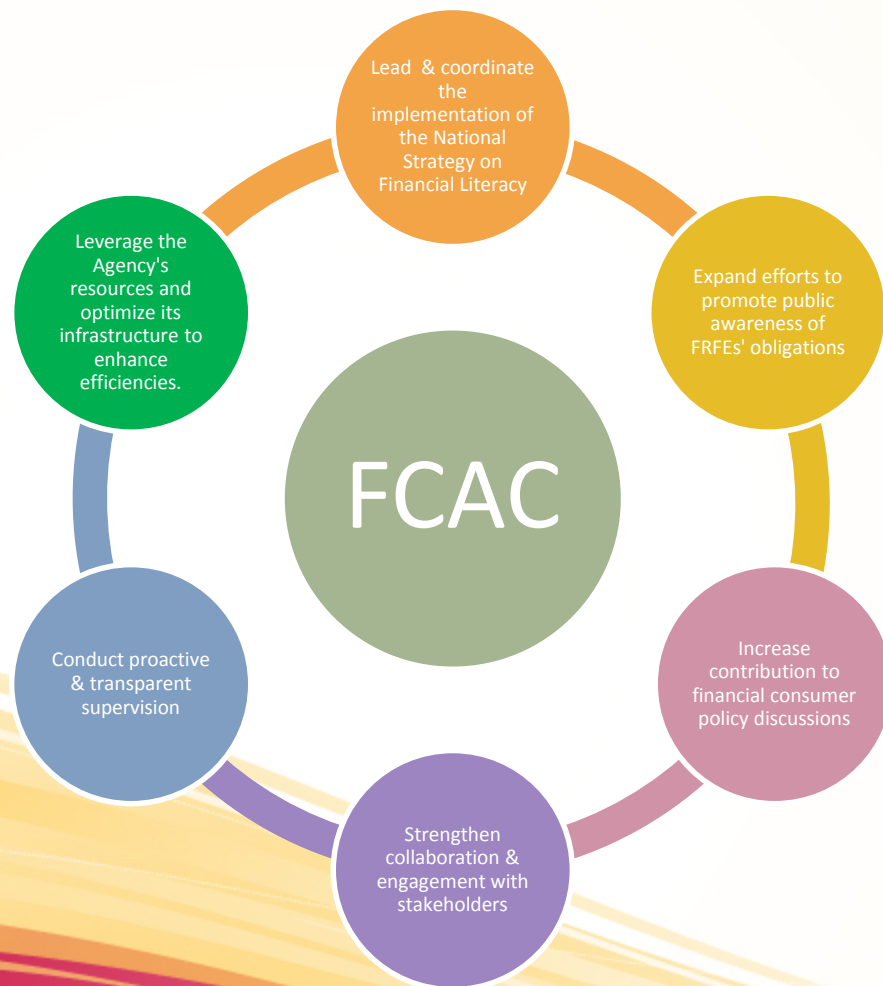 Lead & coordinate
the
implementation of
the National
Strategy on
Financial Literacy
Expand efforts to
promote public
awareness of
FRFEs' obligations
Increase
contribution to
financial consumer
policy discussions
Strengthen
collaboration &
engagement with
stakeholders
Conduct proactive
& transparent
supervision
Leverage the
Agency's
resources and
optimize its
infrastructure to
enhance
efficiencies.
FCAC